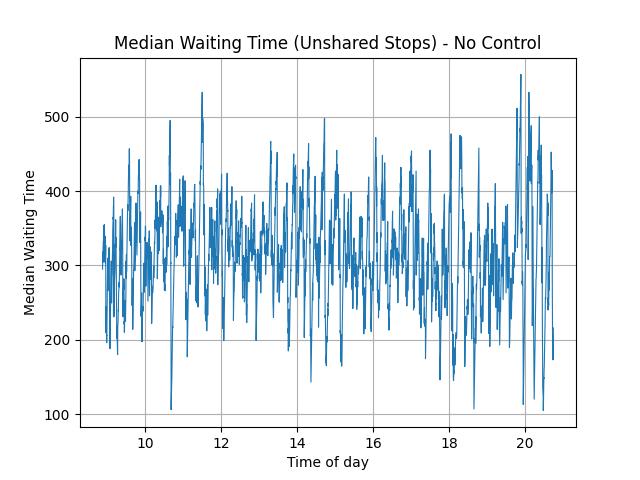 Median Waiting Time (Unshared Stops) - No Control
Median Waiting Time
500
400
300
200
100
10 12 14 16 18 20
Time of day